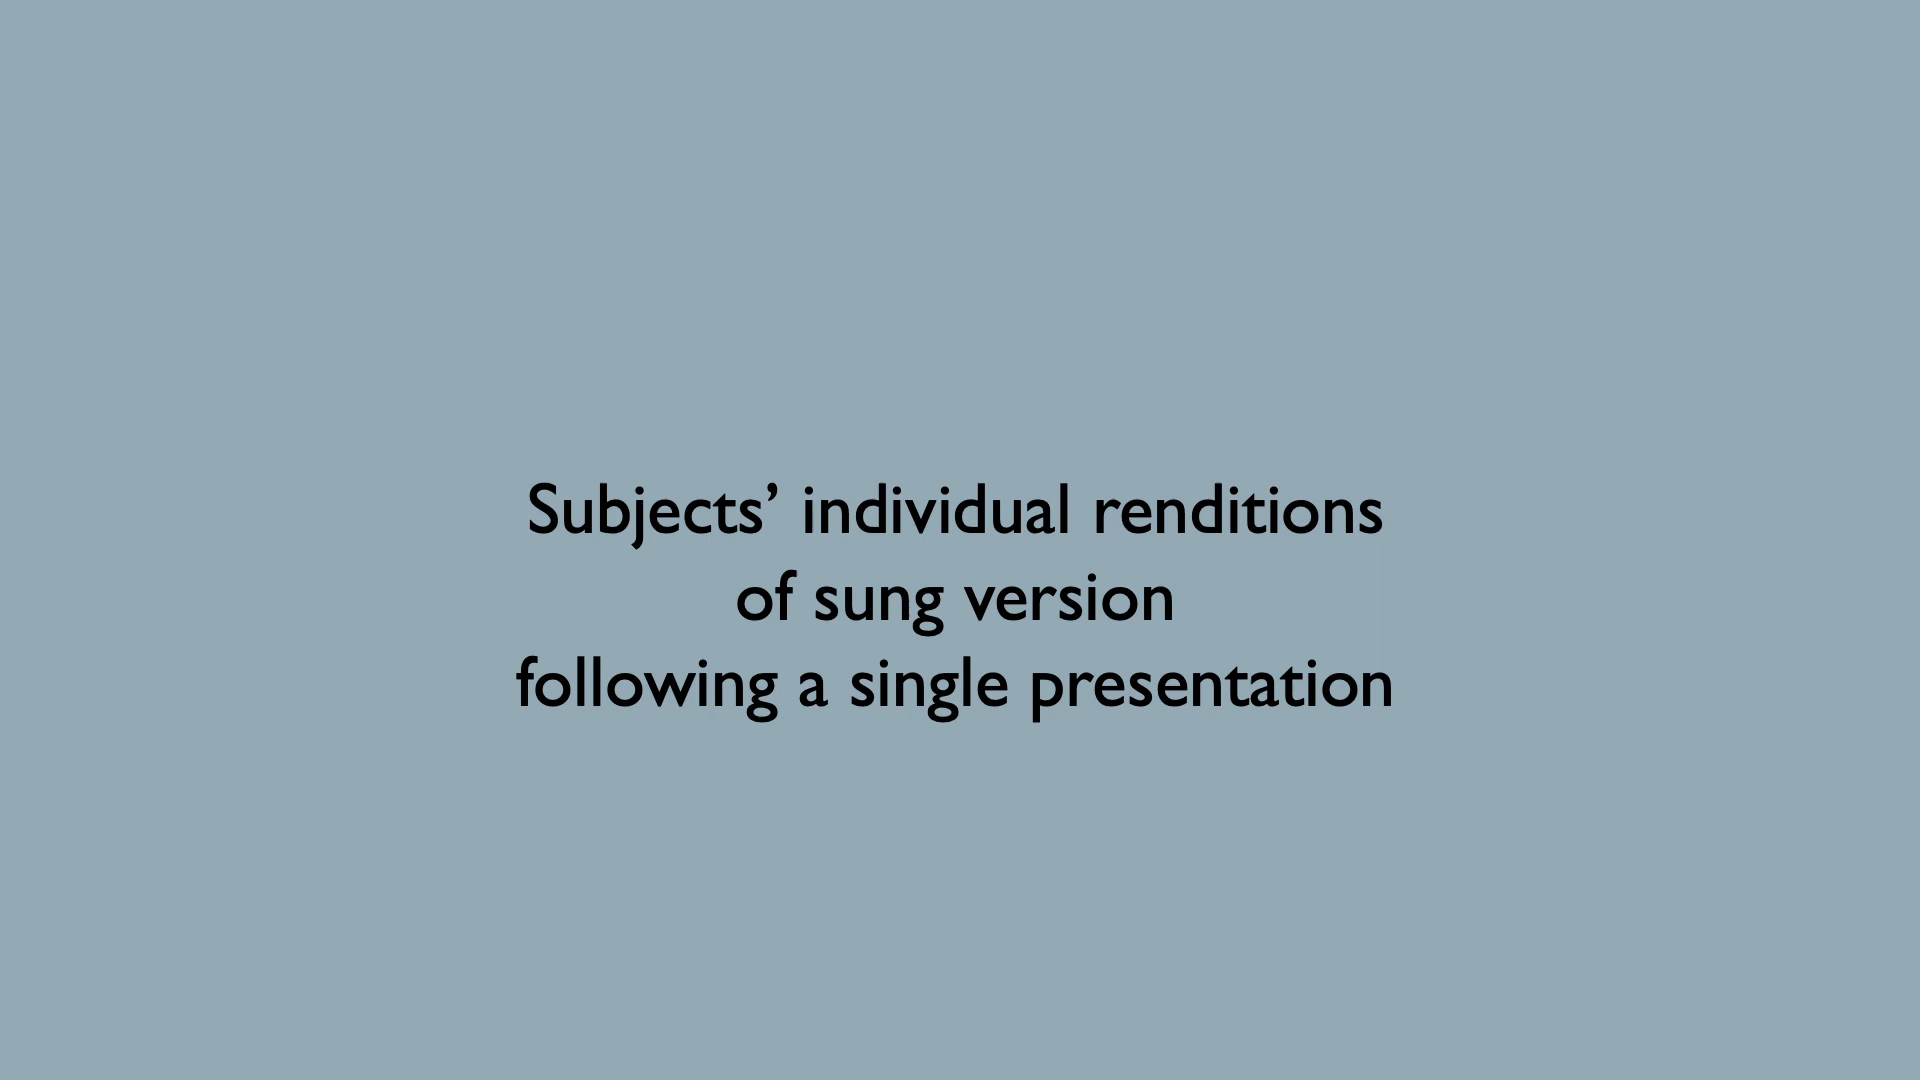 Subjects’ individual renditions
of sung version
following a single presentation